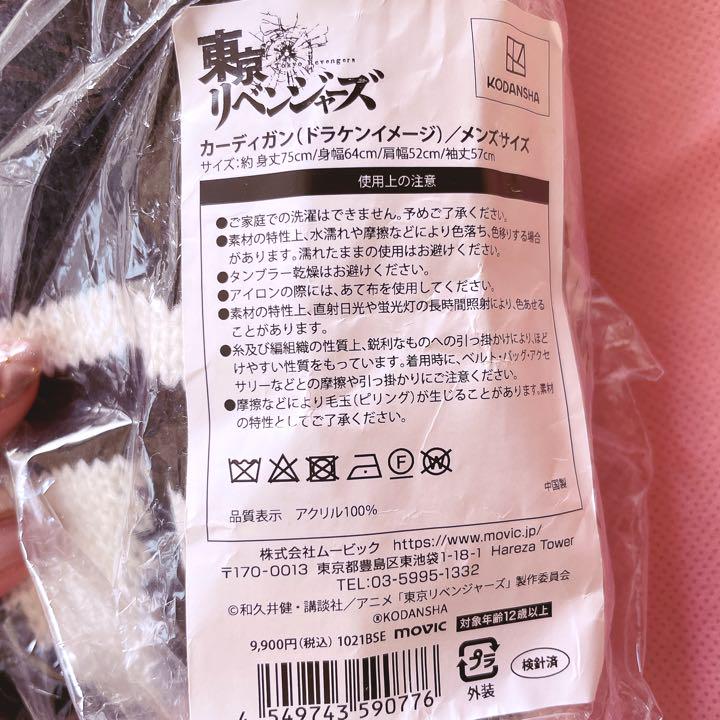 東京
Tokyo Revengers
リベンジャーズ
KODANSHA
カーディガン(ドラケンイメージ)/メンズサイズ
サイズ:約 身丈75cm/身幅64cm/肩幅52cm/袖丈57cm
使用上の注意
●ご家庭での洗濯はできません。予めご了承ください。
●素材の特性上、水濡れや摩擦などにより色落ち、色移りする場合
があります。濡れたままの使用はお避けください。
●タンブラー乾燥はお避けください。
●アイロンの際には、あて布を使用してください。
●素材の特性上、直射日光や蛍光灯の長時間照射により、色あせる
ことがあります。
●糸及び編組織の性質上、鋭利なものへの引っ掛かけにより、ほど
けやすい性質をもっています。着用時に、ベルト・バッグ・アクセ
サリーなどとの摩擦や引っ掛かりにご注意ください。
●摩擦などにより毛玉(ピリング)が生じることがあります。素材
の特性としてご了承ください。
中国製
品質表示 アクリル100%
株式会社ムービック https://www.movic.jp/
〒170-0013 東京都豊島区東池袋1-18-1 Hareza Tower
TEL:03-5995-1332
©和久井健・講談社/アニメ「東京リベンジャーズ」製作委員会
®KODANSHA
9,900円(税込) 1021BSE movic 対象年齢12歳以上
4 549743 590776
プラ
外装
検針済